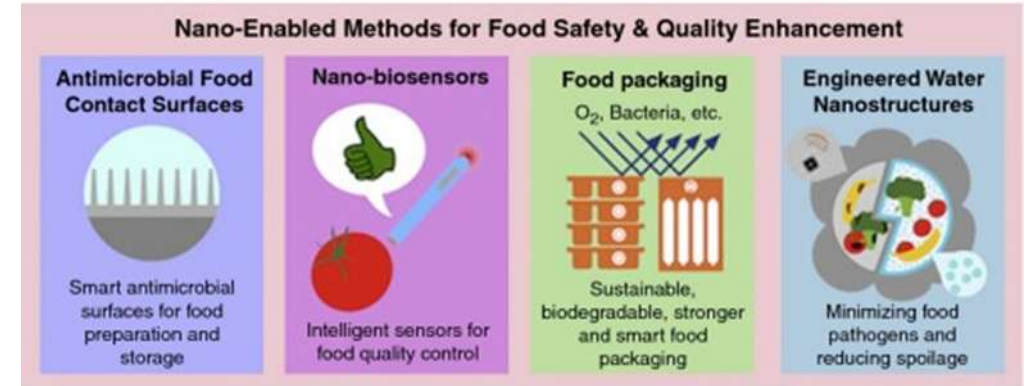 Nano-Enabled Methods for Food Safety & Quality Enhancement
Antimicrobial Food
Contact Surfaces
Smart antimicrobial
surfaces for food
preparation and
storage
Nano-biosensors
Intelligent sensors for
food quality control
Food packaging
O₂, Bacteria, etc.
Sustainable,
biodegradable, stronger
and smart food
packaging
Engineered Water
Nanostructures
Minimizing food
pathogens and
reducing spoilage